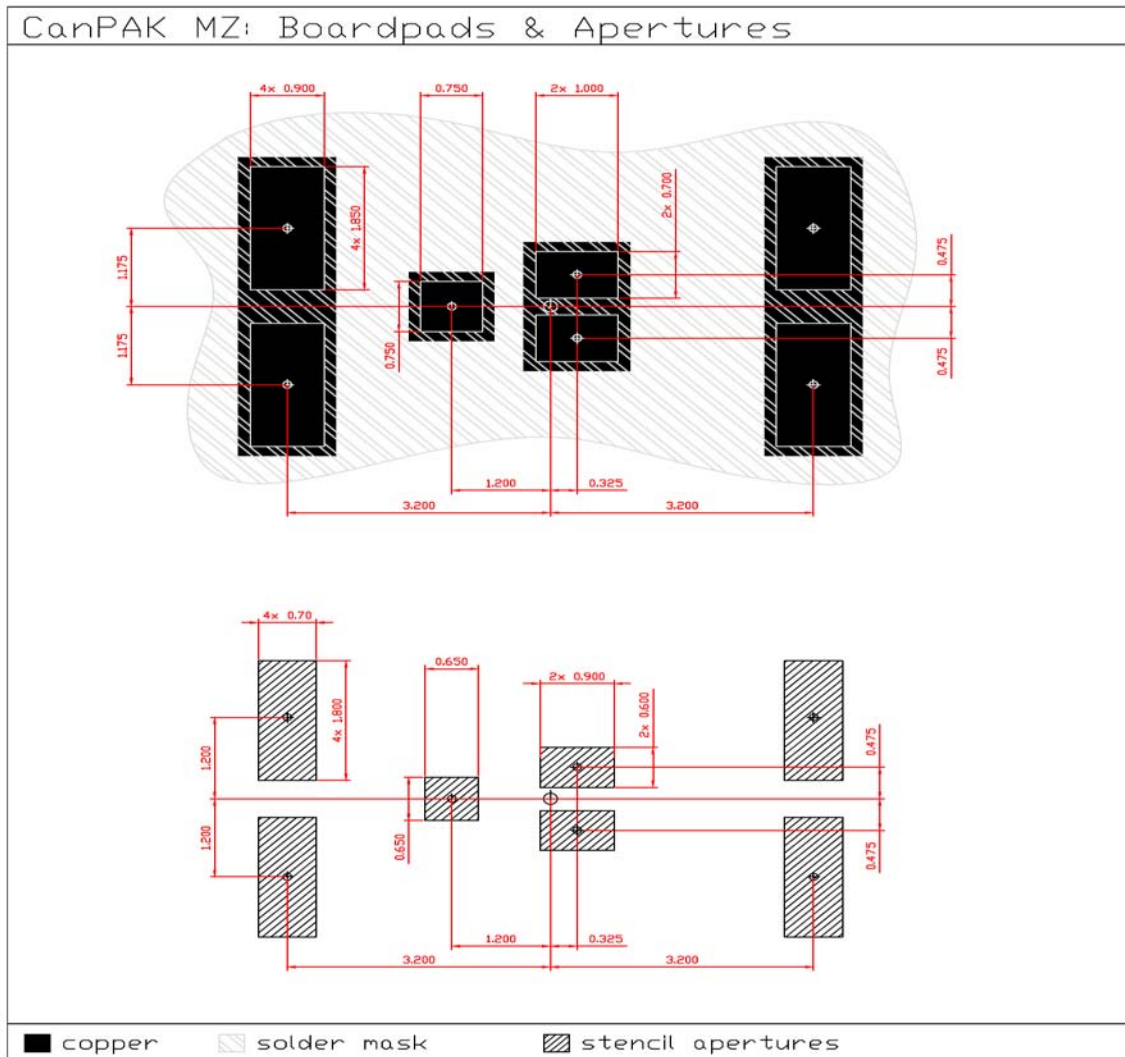 CanPAK MZ: Boardpads & Apertures
4x 0.900
0.750
2x 1.000
4x 1.850
2x 0.700
1.175
1.175
0.750
0.475
0.475
1.200
0.325
3.200
3.200
4x 0.70
0.650
2x 0.900
4x 1.800
2x 0.600
1.200
1.200
0.650
0.475
0.475
1.200
0.325
3.200
3.200
copper
solder mask
stencil apertures